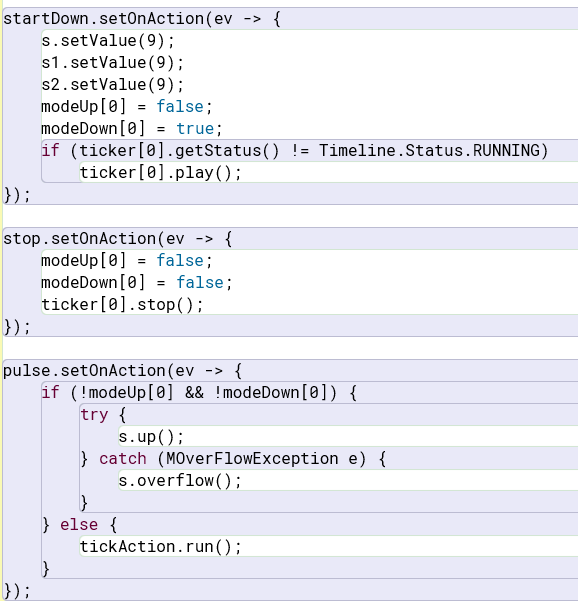 startDown.setOnAction(ev -> {
    s.setValue(9);
    s1.setValue(9);
    s2.setValue(9);
    modeUp[0] = false;
    modeDown[0] = true;
    if (ticker[0].getStatus() != Timeline.Status.RUNNING)
        ticker[0].play();
});

stop.setOnAction(ev -> {
    modeUp[0] = false;
    modeDown[0] = false;
    ticker[0].stop();
});

pulse.setOnAction(ev -> {
    if (!modeUp[0] && !modeDown[0]) {
        try {
            s.up();
        } catch (MOverFlowException e) {
            s.overflow();
        }
    } else {
        tickAction.run();
    }
});